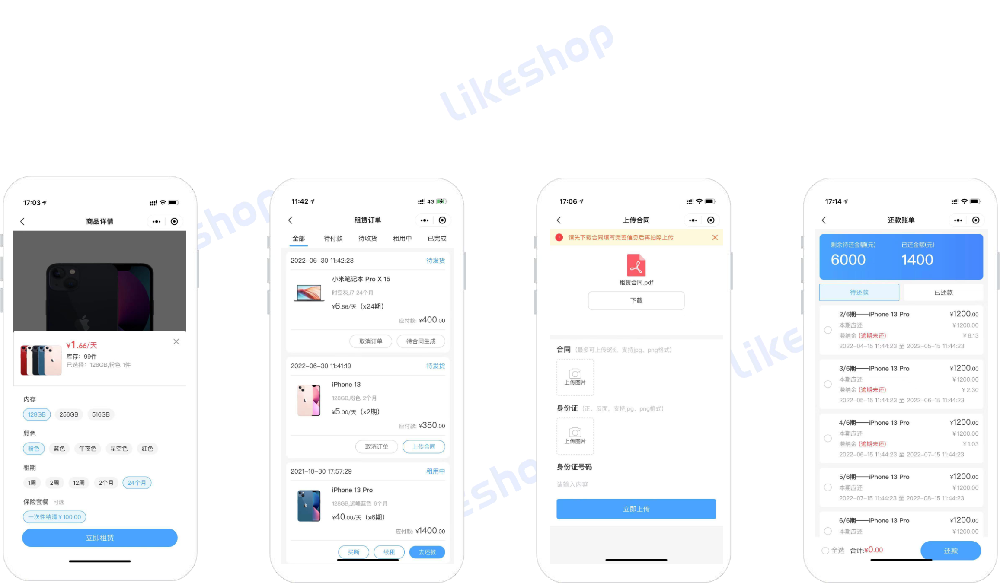 likeshop
17:03
商品详情
¥1.66/天
库存：99件
已选择：128GB,粉色 1件
内存
128GB 256GB 516GB
颜色
粉色 蓝色 午夜色 星空色 红色
租期
1周 2周 12周 2个月 24个月
保险套餐 可选
一次性结清¥100.00
立即租赁
shop
11:42 4G
租赁订单
全部 待付款 待收货 租用中 已完成
2022-06-30 11:42:23 待发货
小米笔记本 Pro X 15
时空灰,i7 24个月
¥6.66/天（x24期）
应付款: ¥400.00
取消订单 待合同生成
2022-06-30 11:41:19 待发货
iPhone 13
128GB,粉色 2个月
¥5.00/天（x2期）
应付款: ¥350.00
取消订单 上传合同
2021-10-30 17:57:29 租用中
iPhone 13 Pro
128GB,远峰蓝色 6个月
¥40.00/天（x6期）
应付款: ¥1400.00
买断 续租 去还款
esho
17:06
上传合同
请先下载合同填写完善信息后再拍照上传
租赁合同.pdf
下载
合同（最多可上传8张，支持jpg、png格式）
上传图片
身份证（正、反面，支持jpg、png格式）
上传图片
身份证号码
请输入内容
立即上传
like
17:14
还款账单
剩余待还金额(元) 已还金额(元)
6000 1400
待还款 已还款
2/6期——iPhone 13 Pro ¥1200.00
本期应还 ¥1200.00
滞纳金 (逾期未还) ¥6.13
2022-04-15 11:44:23 至 2022-05-15 11:44:23
3/6期——iPhone 13 Pro ¥1200.00
本期应还 ¥1200.00
滞纳金 (逾期未还) ¥2.30
2022-05-15 11:44:23 至 2022-06-15 11:44:23
4/6期——iPhone 13 Pro ¥1200.00
本期应还 ¥1200.00
滞纳金 (逾期未还) ¥1.03
2022-06-15 11:44:23 至 2022-07-15 11:44:23
5/6期——iPhone 13 Pro ¥1200.00
本期应还 ¥1200.00
2022-07-15 11:44:23 至 2022-08-15 11:44:23
6/6期——iPhone 13 Pro ¥1200.00
本期应还 ¥1200.00
全选 合计:¥0.00 还款